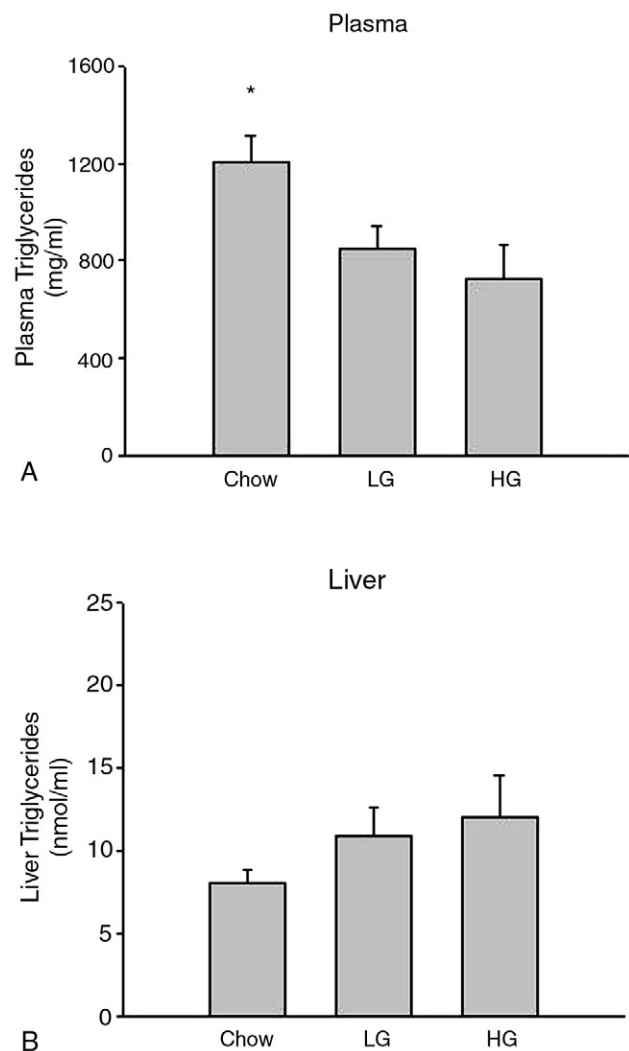 Plasma
1600
*
1200
800
400
0
Plasma Triglycerides
(mg/ml)
Chow LG HG
A
Liver
25
20
15
10
5
0
Liver Triglycerides
(nmol/ml)
Chow LG HG
B